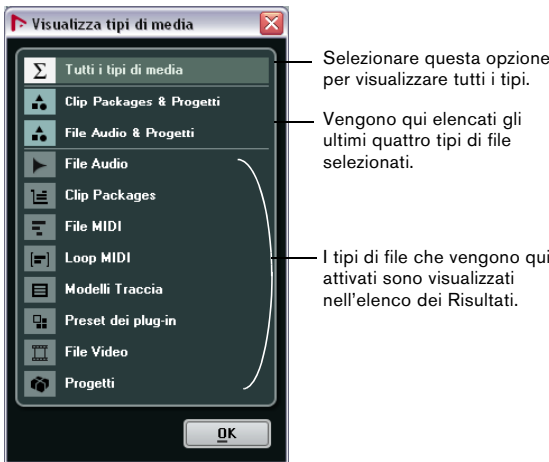 Visualizza tipi di media
Tutti i tipi di media
Clip Packages & Progetti
File Audio & Progetti
File Audio
Clip Packages
File MIDI
Loop MIDI
Modelli Traccia
Preset dei plug-in
File Video
Progetti
OK
Selezionare questa opzione
per visualizzare tutti i tipi.
Vengono qui elencati gli
ultimi quattro tipi di file
selezionati.
I tipi di file che vengono qui
attivati sono visualizzati
nell'elenco dei Risultati.